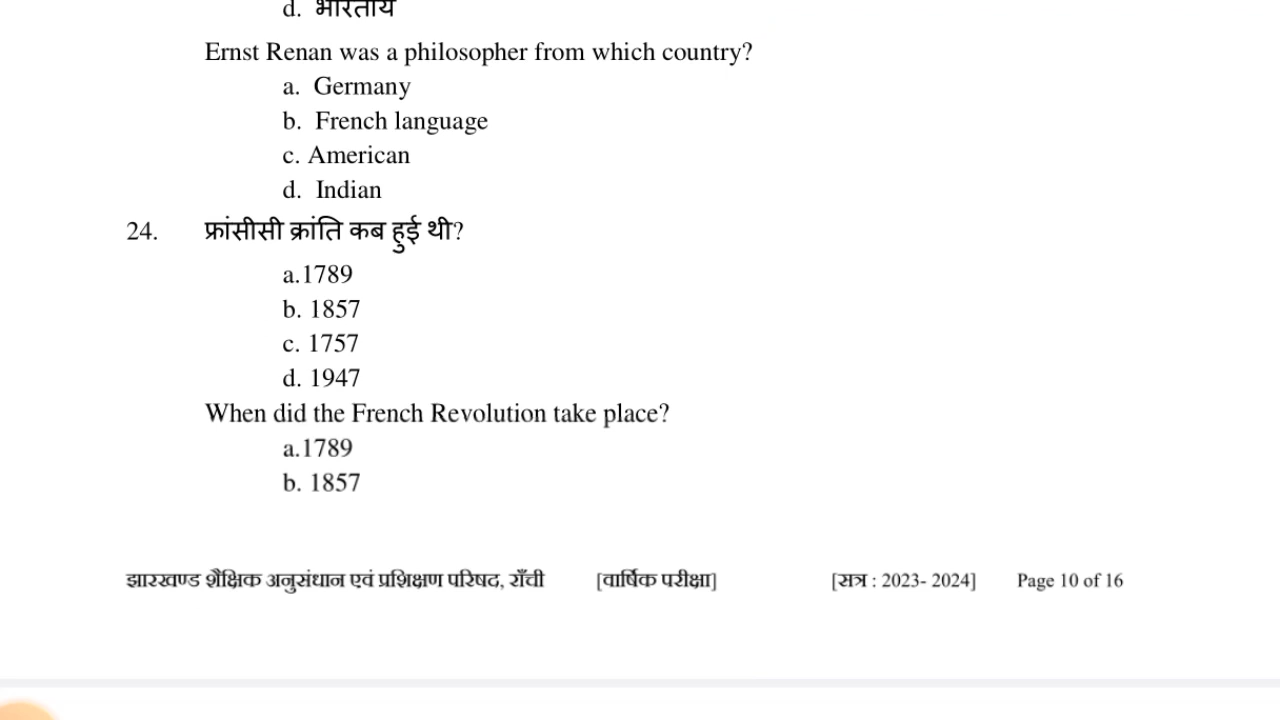 d. भारतीय
Ernst Renan was a philosopher from which country?
a. Germany
b. French language
c. American
d. Indian
24. फ्रांसीसी क्रांति कब हुई थी?
a.1789
b. 1857
c. 1757
d. 1947
When did the French Revolution take place?
a.1789
b. 1857
झारखण्ड शैक्षिक अनुसंधान एवं प्रशिक्षण परिषद, राँची [वार्षिक परीक्षा] [सत्र : 2023- 2024] Page 10 of 16